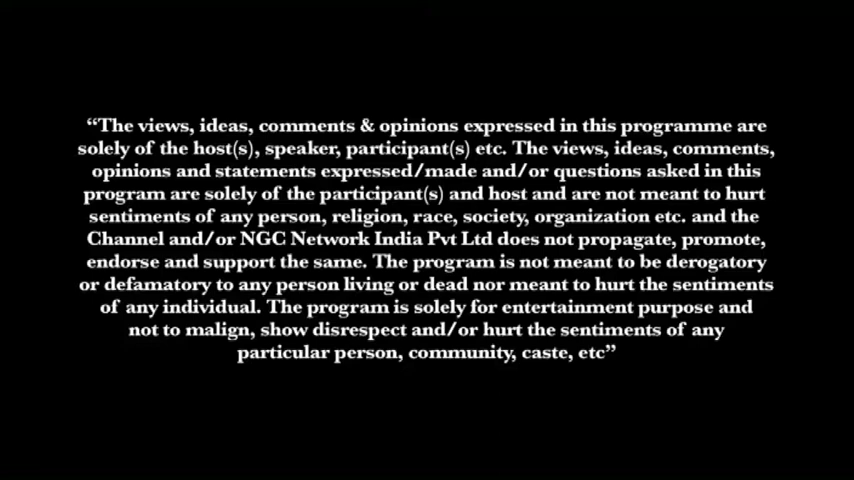 “The views, ideas, comments & opinions expressed in this programme are
solely of the host(s), speaker, participant(s) etc. The views, ideas, comments,
opinions and statements expressed/made and/or questions asked in this
program are solely of the participant(s) and host and are not meant to hurt
sentiments of any person, religion, race, society, organization etc. and the
Channel and/or NGC Network India Pvt Ltd does not propagate, promote,
endorse and support the same. The program is not meant to be derogatory
or defamatory to any person living or dead nor meant to hurt the sentiments
of any individual. The program is solely for entertainment purpose and
not to malign, show disrespect and/or hurt the sentiments of any
particular person, community, caste, etc”